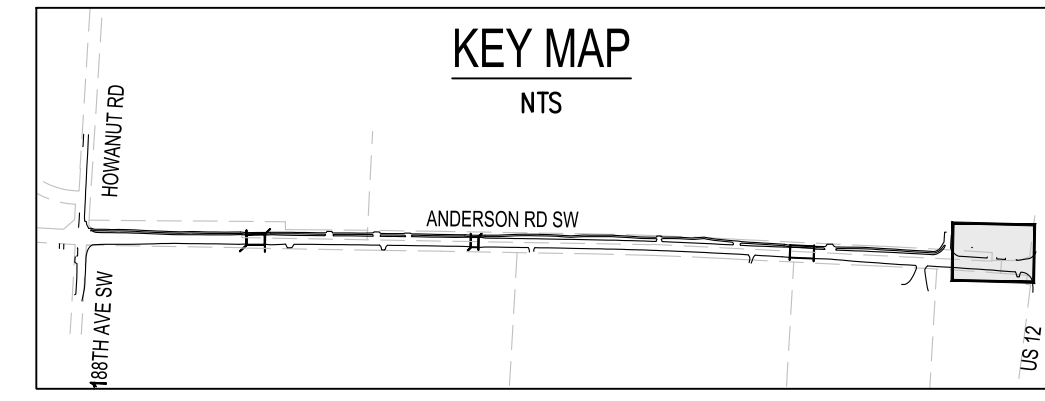 KEY MAP
NTS
HOWANUT RD
ANDERSON RD SW
188TH AVE SW
US 12